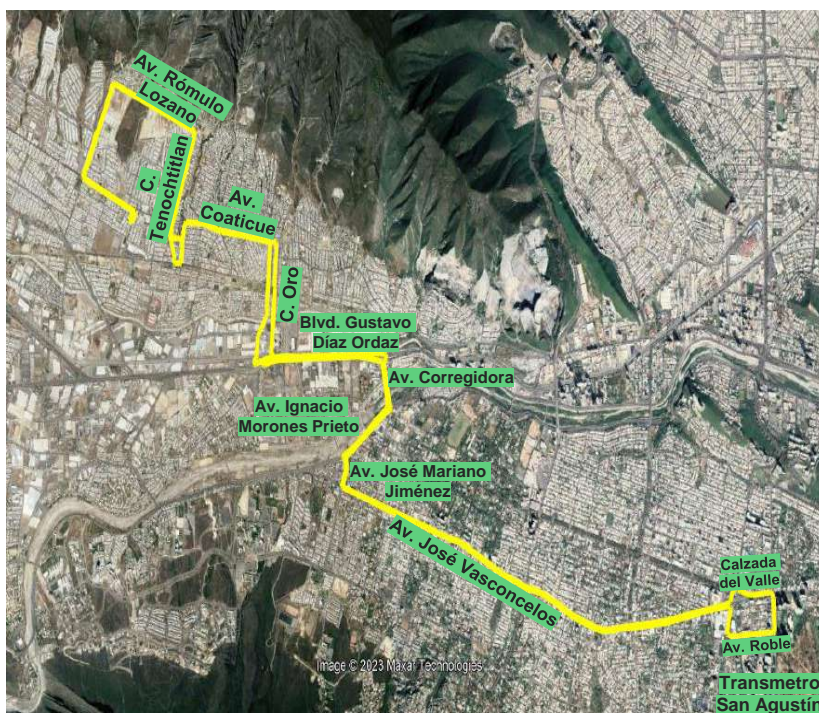 Av. Rómulo
Lozano
C.
Tenochtitlan
Av.
Coaticue
C. Oro
Blvd. Gustavo
Díaz Ordaz
Av. Corregidora
Av. Ignacio
Morones Prieto
Av. José Mariano
Jiménez
Av. José Vasconcelos
Calzada
del Valle
Av. Roble
Image © 2023 Maxar Technologies
Transmetro
San Agustín